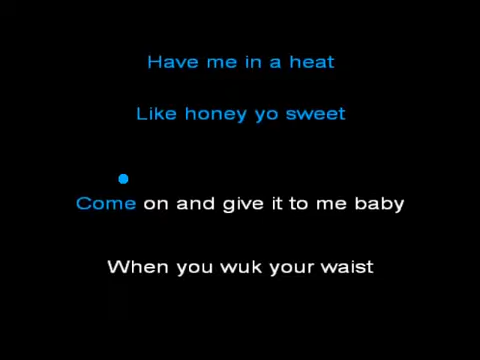 Have me in a heat
Like honey yo sweet
Come on and give it to me baby
When you wuk your waist